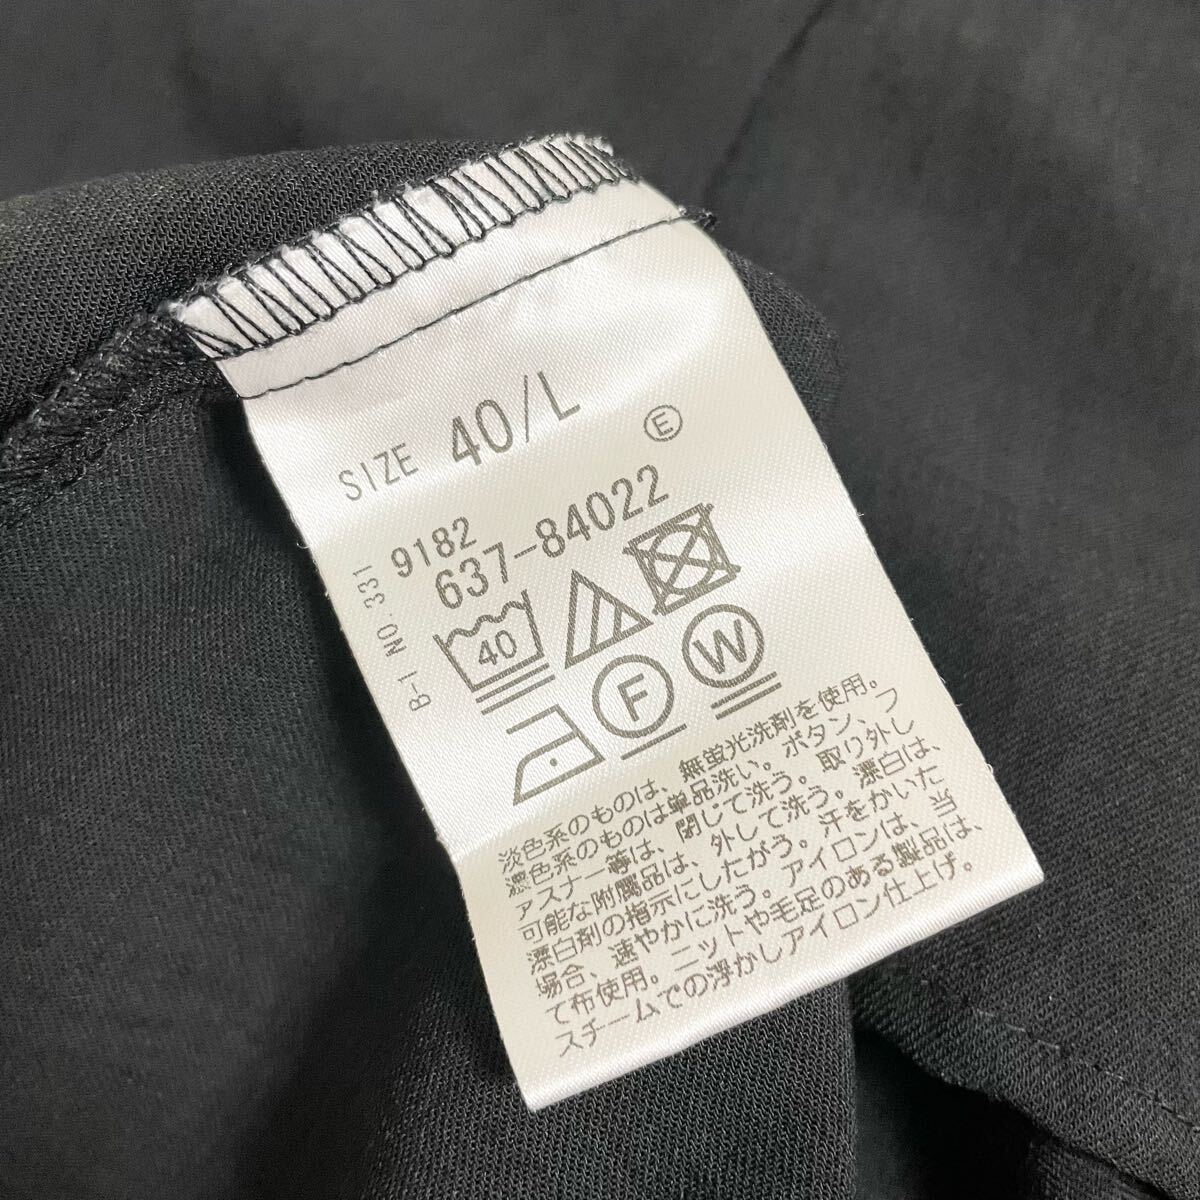 SIZE 40/L
E
9182
637-84022
B-1 NO.331
40
F W
淡色系のものは、無蛍光洗剤を使用。
濃色系のものは単品洗い。ボタン、フ
ァスナー等は、閉じて洗う。取り外し
可能な附属品は、外して洗う。漂白は、
漂白剤の指示にしたがう。汗をかいた
場合、速やかに洗う。アイロンは、当
て布使用。ニットや毛足のある製品は、
スチームでの浮かしアイロン仕上げ。